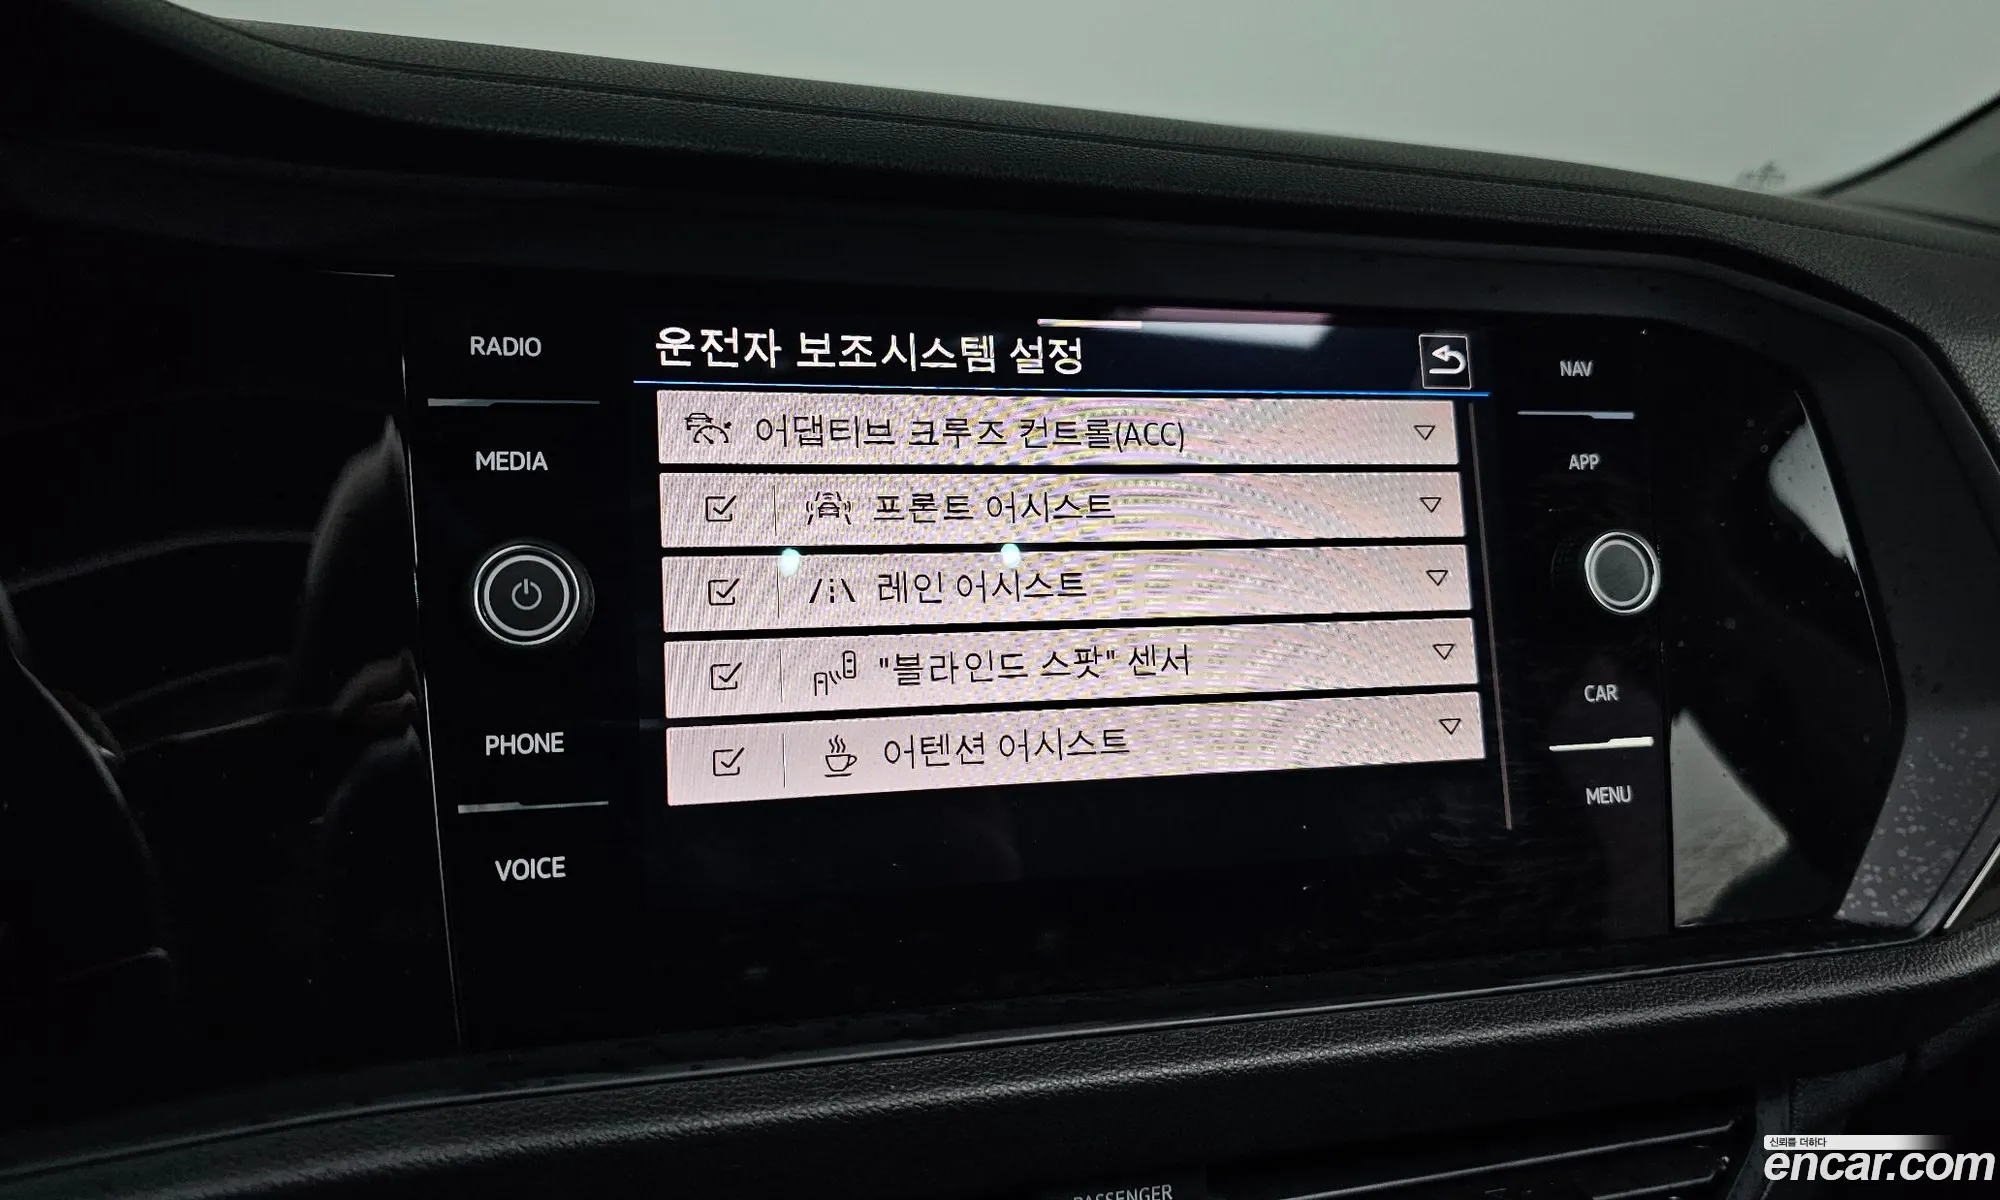 RADIO
MEDIA
PHONE
VOICE
운전자 보조시스템 설정
어댑티브 크루즈 컨트롤(ACC)
프론트 어시스트
레인 어시스트
"블라인드 스팟" 센서
어텐션 어시스트
NAV
APP
CAR
MENU
PASSENGER
신뢰를 더하다
encar.com